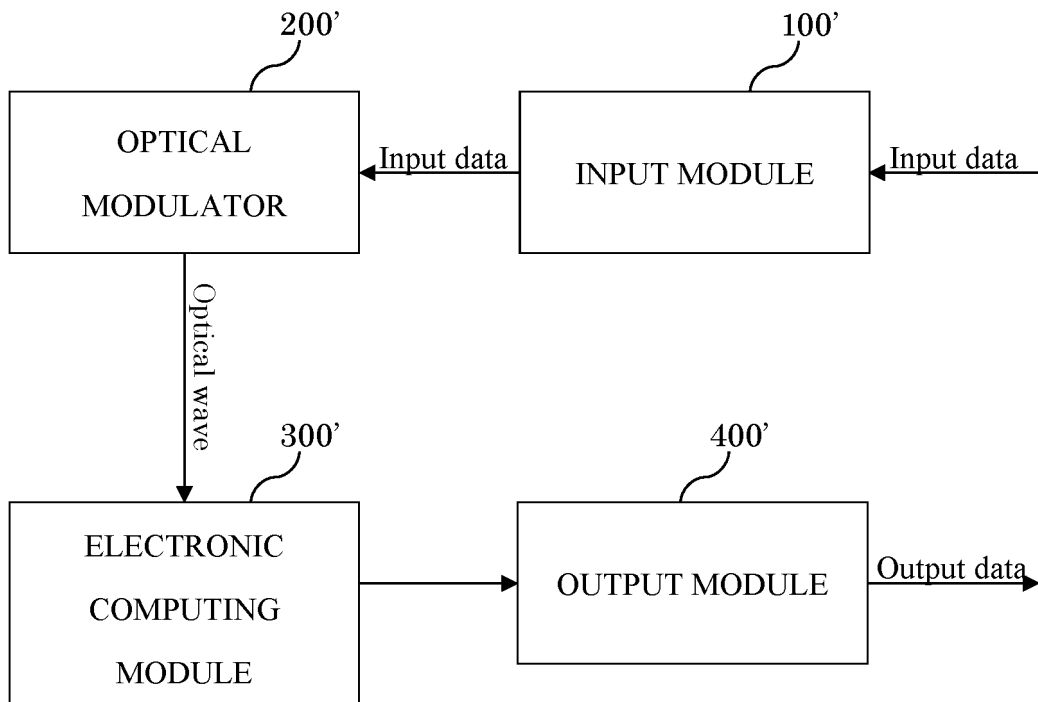 200’
100’
OPTICAL
MODULATOR
Input data
INPUT MODULE
Input data
Optical wave
300’
400’
ELECTRONIC
COMPUTING
MODULE
OUTPUT MODULE
Output data